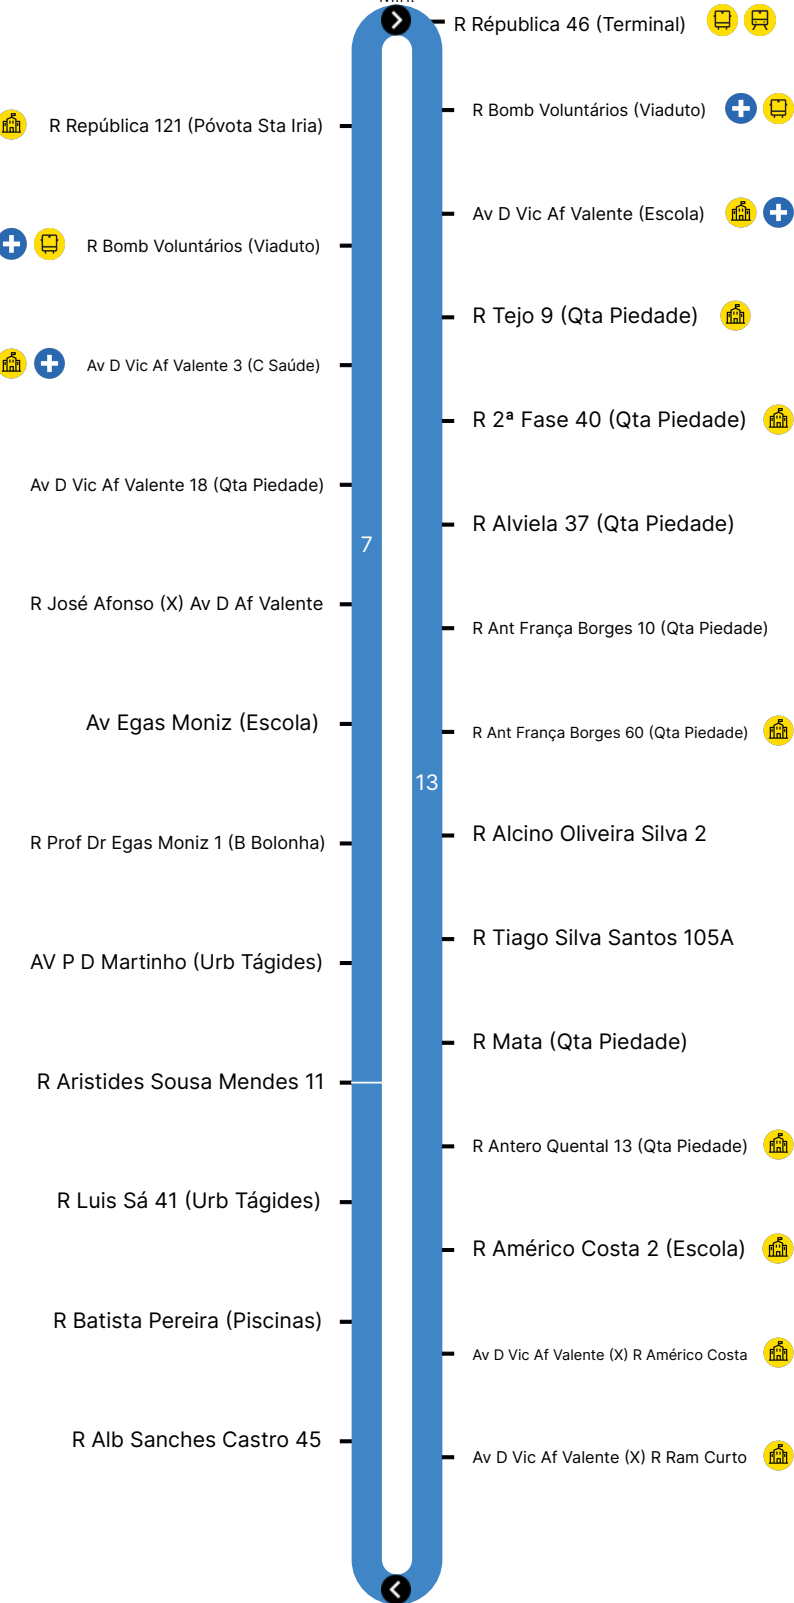 R Républica 46 (Terminal)
R Bomb Voluntários (Viaduto)
R República 121 (Póvota Sta Iria)
Av D Vic Af Valente (Escola)
R Bomb Voluntários (Viaduto)
R Tejo 9 (Qta Piedade)
Av D Vic Af Valente 3 (C Saúde)
R 2ª Fase 40 (Qta Piedade)
Av D Vic Af Valente 18 (Qta Piedade)
R Alviela 37 (Qta Piedade)
7
R José Afonso (X) Av D Af Valente
R Ant França Borges 10 (Qta Piedade)
Av Egas Moniz (Escola)
R Ant França Borges 60 (Qta Piedade)
13
R Alcino Oliveira Silva 2
R Prof Dr Egas Moniz 1 (B Bolonha)
R Tiago Silva Santos 105A
AV P D Martinho (Urb Tágides)
R Mata (Qta Piedade)
R Aristides Sousa Mendes 11
R Antero Quental 13 (Qta Piedade)
R Luis Sá 41 (Urb Tágides)
R Américo Costa 2 (Escola)
R Batista Pereira (Piscinas)
Av D Vic Af Valente (X) R Américo Costa
R Alb Sanches Castro 45
Av D Vic Af Valente (X) R Ram Curto